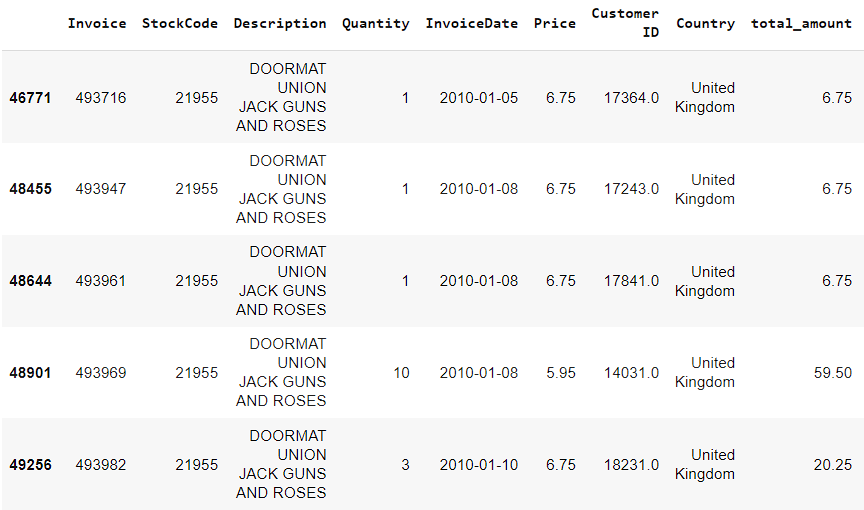 Invoice StockCode Description Quantity InvoiceDate Price Customer ID Country total_amount
46771 493716 21955 DOORMAT UNION JACK GUNS AND ROSES 1 2010-01-05 6.75 17364.0 United Kingdom 6.75
48455 493947 21955 DOORMAT UNION JACK GUNS AND ROSES 1 2010-01-08 6.75 17243.0 United Kingdom 6.75
48644 493961 21955 DOORMAT UNION JACK GUNS AND ROSES 1 2010-01-08 6.75 17841.0 United Kingdom 6.75
48901 493969 21955 DOORMAT UNION JACK GUNS AND ROSES 10 2010-01-08 5.95 14031.0 United Kingdom 59.50
49256 493982 21955 DOORMAT UNION JACK GUNS AND ROSES 3 2010-01-10 6.75 18231.0 United Kingdom 20.25